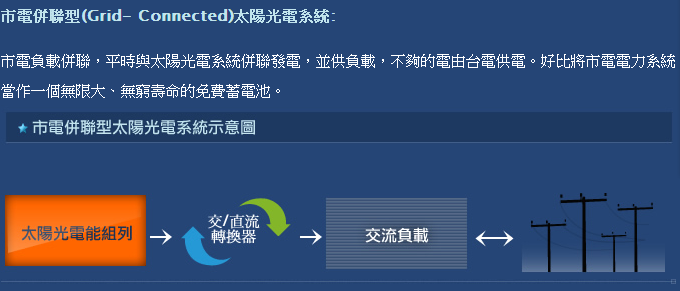 市電併聯型(Grid- Connected)太陽光電系統:
市電負載併聯，平時與太陽光電系統併聯發電，並供負載，不夠的電由台電供電。好比將市電電力系統
當作一個無限大、無窮壽命的免費蓄電池。
市電併聯型太陽光電系統示意圖
太陽光電能組列
交/直流
轉換器
交流負載